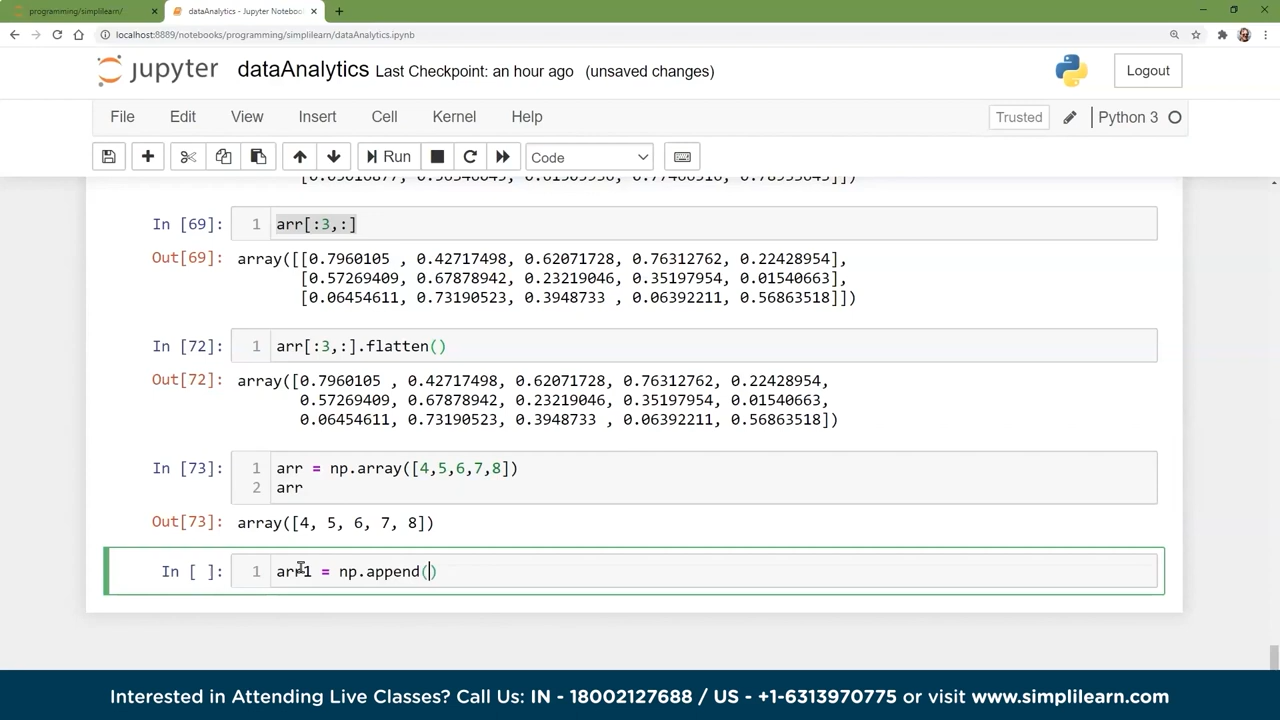 programming/simplilearn/
dataAnalytics - Jupyter Noteboo
localhost:8889/notebooks/programming/simplilearn/dataAnalytics.ipynb
jupyter dataAnalytics Last Checkpoint: an hour ago (unsaved changes) Logout
File Edit View Insert Cell Kernel Help Trusted Python 3
Run Code
In [69]: 1 arr[:3,:]
Out[69]: array([[0.7960105 , 0.42717498, 0.62071728, 0.76312762, 0.22428954],
[0.57269409, 0.67878942, 0.23219046, 0.35197954, 0.01540663],
[0.06454611, 0.73190523, 0.3948733 , 0.06392211, 0.56863518]])
In [72]: 1 arr[:3,:].flatten()
Out[72]: array([0.7960105 , 0.42717498, 0.62071728, 0.76312762, 0.22428954,
0.57269409, 0.67878942, 0.23219046, 0.35197954, 0.01540663,
0.06454611, 0.73190523, 0.3948733 , 0.06392211, 0.56863518])
In [73]: 1 arr = np.array([4,5,6,7,8])
2 arr
Out[73]: array([4, 5, 6, 7, 8])
In [ ]: 1 arr1 = np.append()
Interested in Attending Live Classes? Call Us: IN - 18002127688 / US - +1-6313970775 or visit www.simplilearn.com